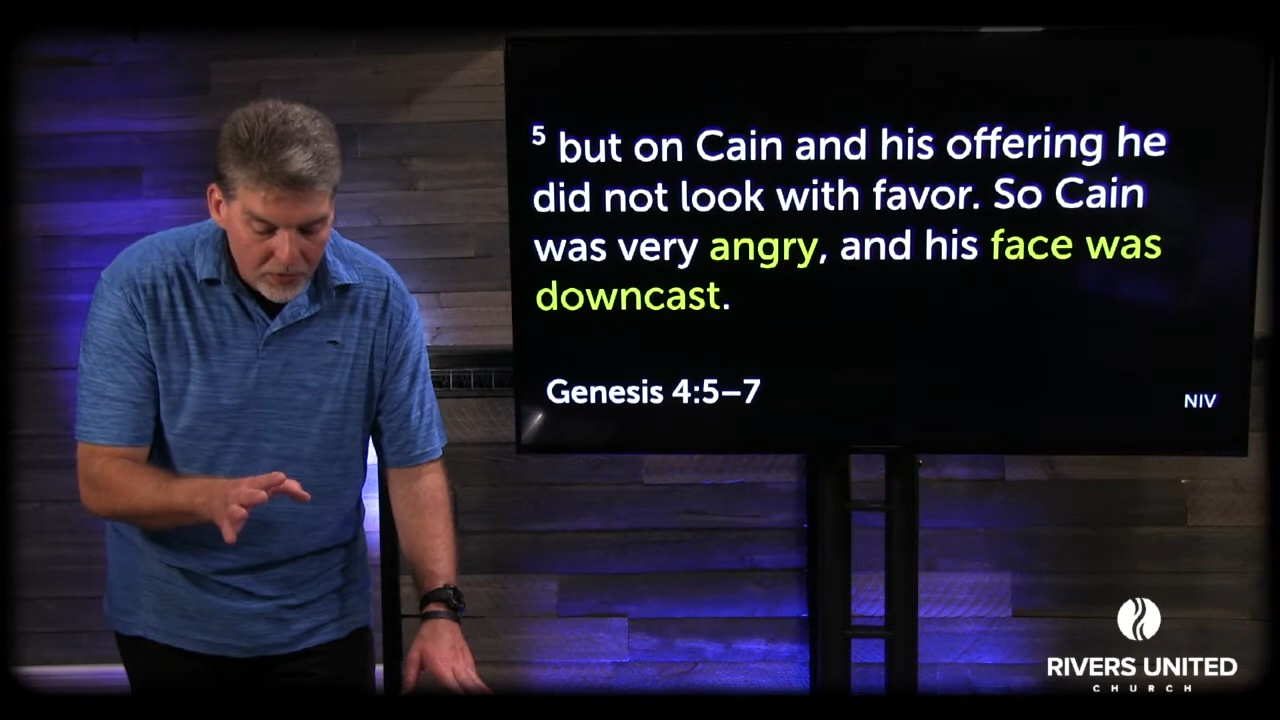 5 but on Cain and his offering he
did not look with favor. So Cain
was very angry, and his face was
downcast.
Genesis 4:5–7
NIV
RIVERS UNITED
CHURCH